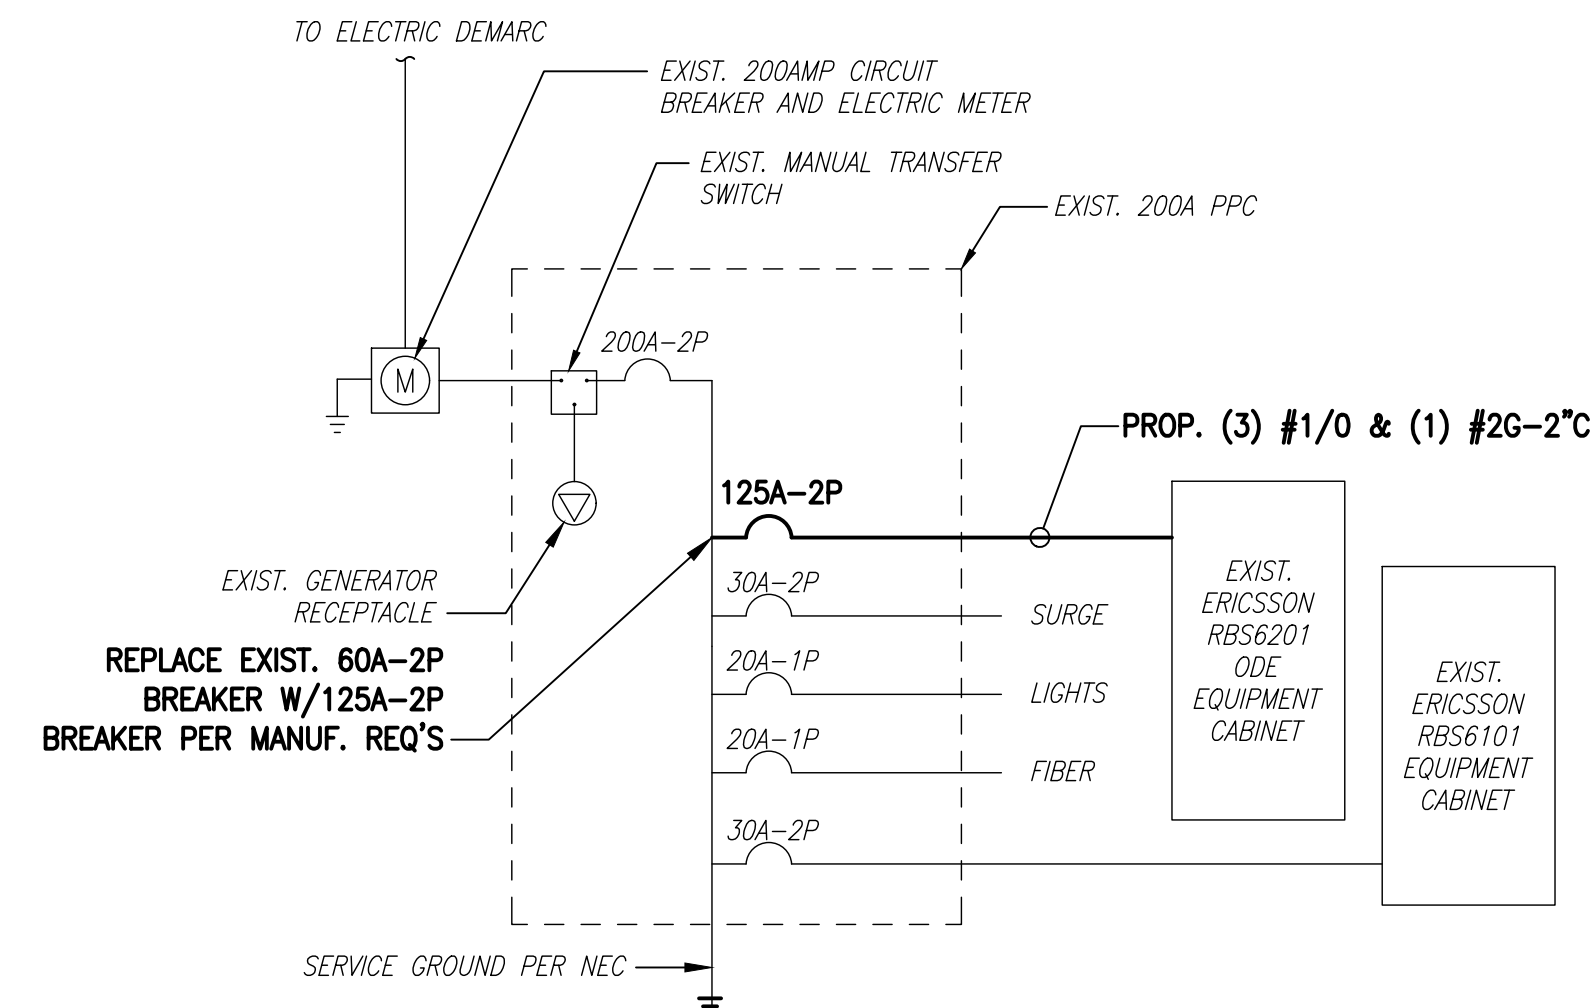 TO ELECTRIC DEMARC
EXIST. 200AMP CIRCUIT
BREAKER AND ELECTRIC METER
EXIST. MANUAL TRANSFER
SWITCH
EXIST. 200A PPC
200A-2P
M
PROP. (3) #1/0 & (1) #2G-2"C
125A-2P
EXIST. GENERATOR
RECEPTACLE
REPLACE EXIST. 60A-2P
BREAKER W/125A-2P
BREAKER PER MANUF. REQ'S
30A-2P
SURGE
20A-1P
LIGHTS
20A-1P
FIBER
30A-2P
EXIST.
ERICSSON
RBS6201
ODE
EQUIPMENT
CABINET
EXIST.
ERICSSON
RBS6101
EQUIPMENT
CABINET
SERVICE GROUND PER NEC